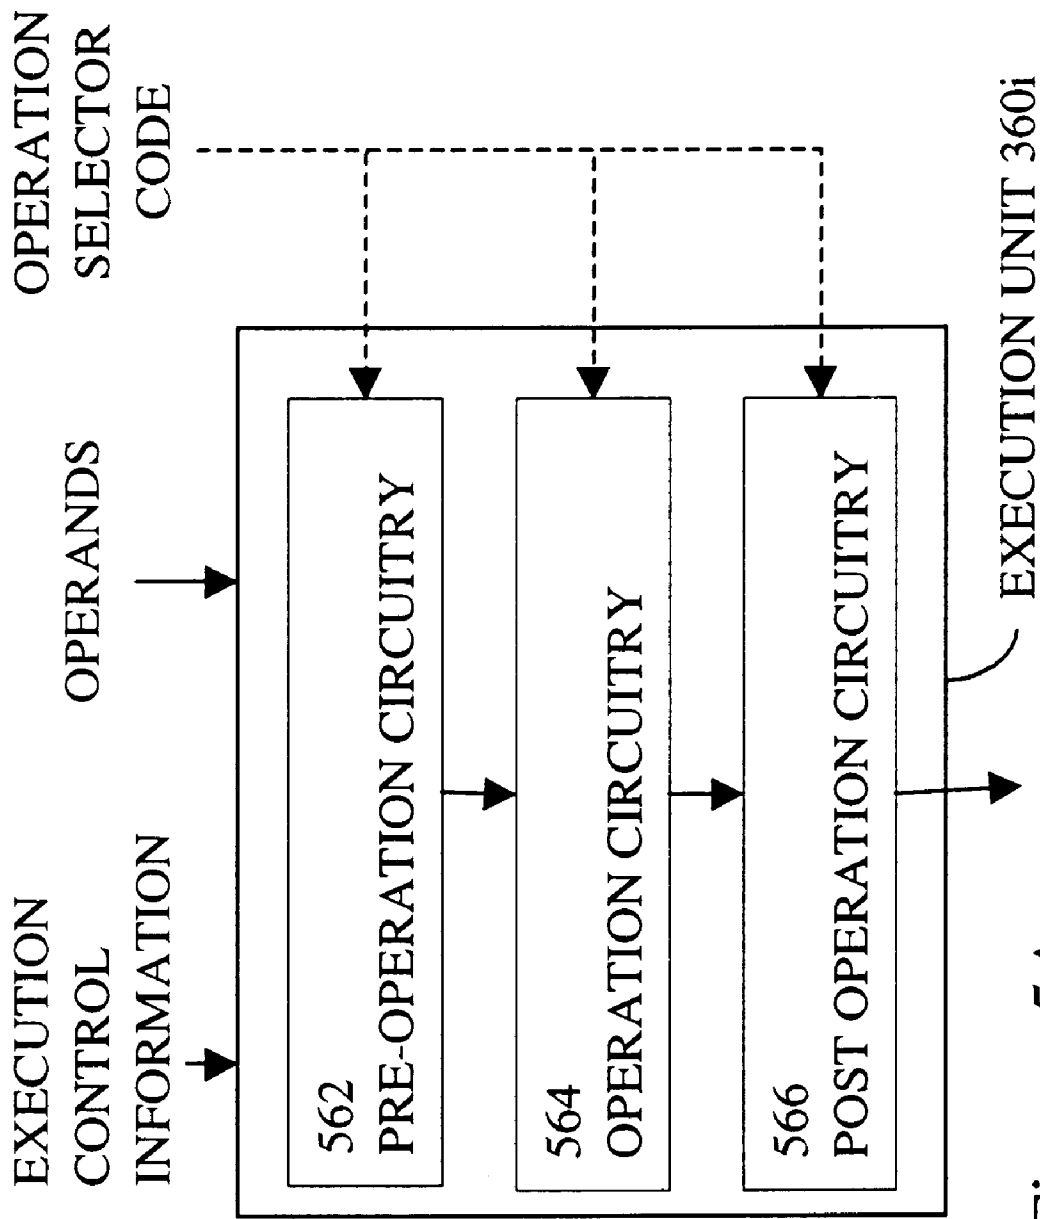 EXECUTION
CONTROL
INFORMATION
OPERANDS
OPERATION
SELECTOR
CODE
562
PRE-OPERATION CIRCUITRY
564
OPERATION CIRCUITRY
566
POST OPERATION CIRCUITRY
EXECUTION UNIT 360i